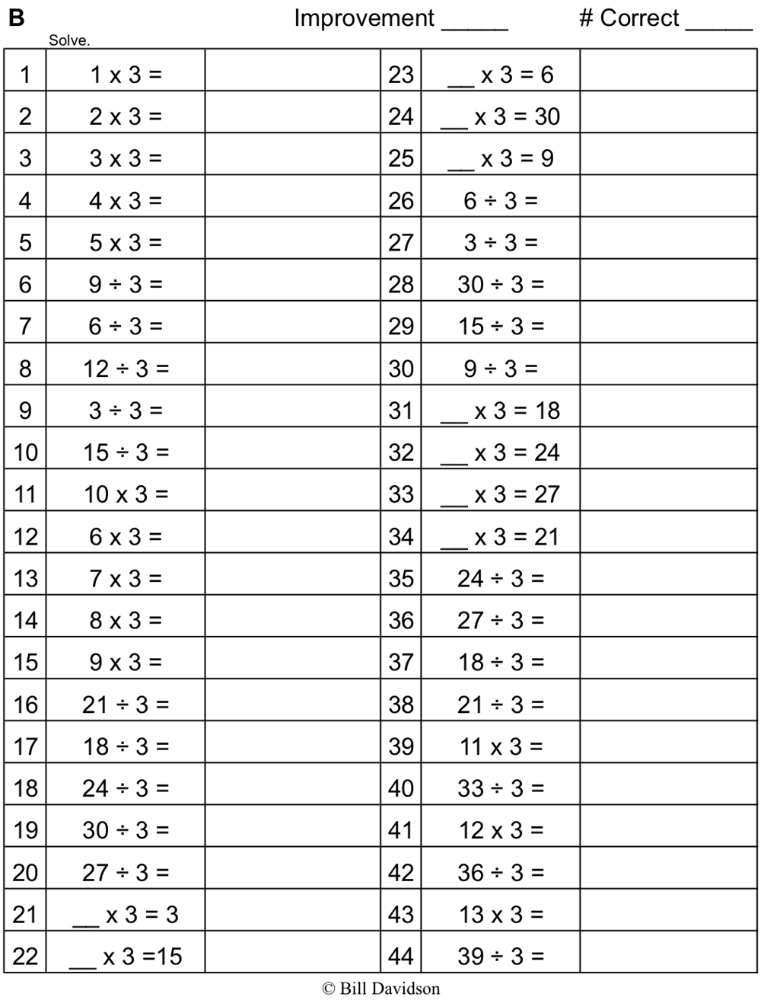 B Improvement _____ # Correct _____
Solve.
1 1 x 3 = 23 __ x 3 = 6
2 2 x 3 = 24 __ x 3 = 30
3 3 x 3 = 25 __ x 3 = 9
4 4 x 3 = 26 6 ÷ 3 =
5 5 x 3 = 27 3 ÷ 3 =
6 9 ÷ 3 = 28 30 ÷ 3 =
7 6 ÷ 3 = 29 15 ÷ 3 =
8 12 ÷ 3 = 30 9 ÷ 3 =
9 3 ÷ 3 = 31 __ x 3 = 18
10 15 ÷ 3 = 32 __ x 3 = 24
11 10 x 3 = 33 __ x 3 = 27
12 6 x 3 = 34 __ x 3 = 21
13 7 x 3 = 35 24 ÷ 3 =
14 8 x 3 = 36 27 ÷ 3 =
15 9 x 3 = 37 18 ÷ 3 =
16 21 ÷ 3 = 38 21 ÷ 3 =
17 18 ÷ 3 = 39 11 x 3 =
18 24 ÷ 3 = 40 33 ÷ 3 =
19 30 ÷ 3 = 41 12 x 3 =
20 27 ÷ 3 = 42 36 ÷ 3 =
21 __ x 3 = 3 43 13 x 3 =
22 __ x 3 =15 44 39 ÷ 3 =
© Bill Davidson